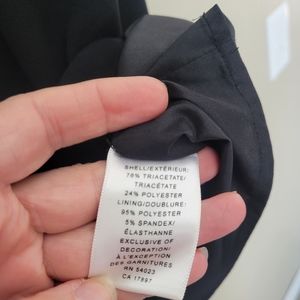 SHELL/EXTÉRIEUR:
76% TRIACETATE/
TRIACÉTATE
24% POLYESTER
LINING/DOUBLURE:
95% POLYESTER
5% SPANDEX/
ÉLASTHANNE
EXCLUSIVE OF
DECORATION/
À L'EXCEPTION
DES GARNITURES
RN 54023
CA 17897